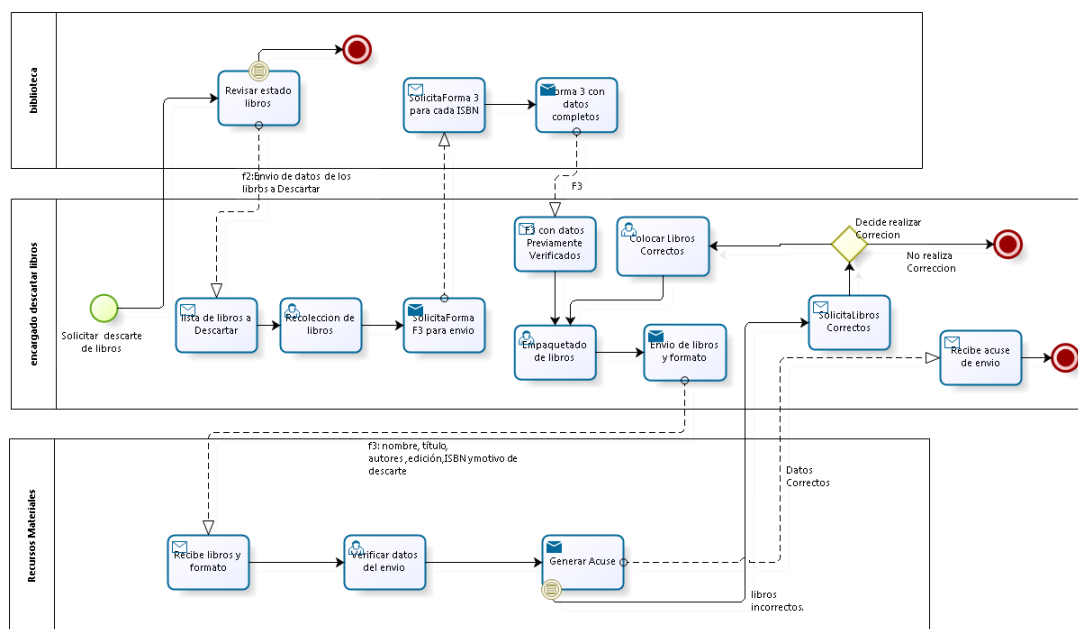 biblioteca
Revisar estado
libros
SolicitaForma 3
para cada ISBN
Forma 3 con
datos
completos
f2:Envio de datos de los
libros a Descartar
F3
encargado descartar libros
Solicitar descarte
de libros
lista de libros a
Descartar
Recoleccion de
libros
SolicitaForma
F3 para envio
F3 con datos
Previamente
Verificados
Colocar Libros
Correctos
Decide realizar
Correcion
No realiza
Correccion
Empaquetado
de libros
Envio de libros
y formato
SolicitaLibros
Correctos
Recibe acuse
de envio
Recursos Materiales
f3: nombre, título,
autores ,edición,ISBN ymotivo de
descarte
Datos
Correctos
Recibe libros y
formato
Verificar datos
del envio
Generar Acuse
libros
incorrectos.